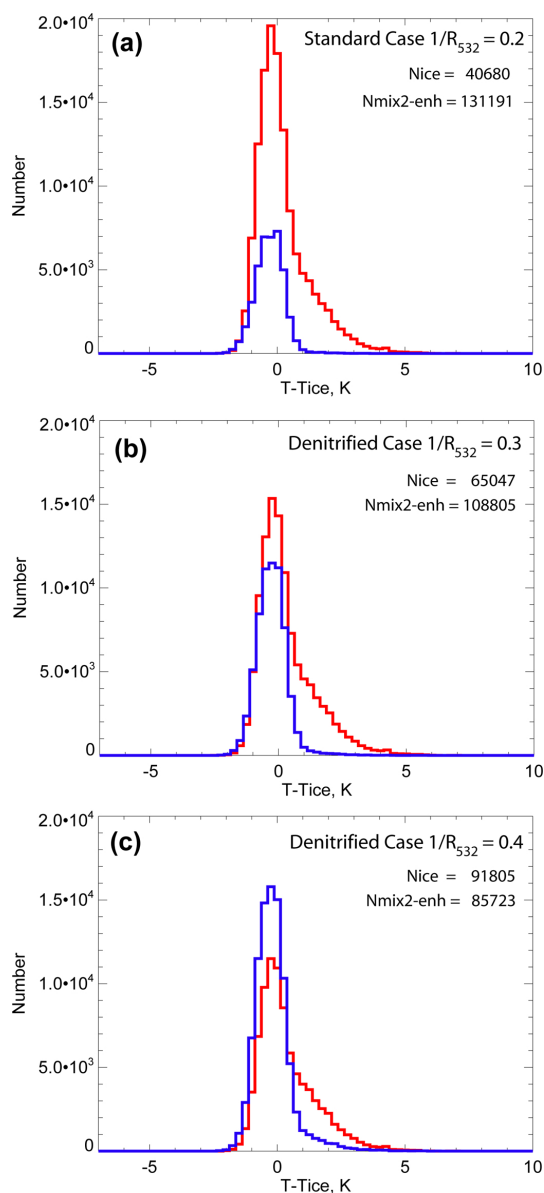 (a) Standard Case 1/R532 = 0.2
Nice = 40680
Nmix2-enh = 131191
2.0•10⁴
1.5•10⁴
1.0•10⁴
5.0•10³
0
Number
-5 0 5 10
T-Tice, K
(b) Denitrified Case 1/R532 = 0.3
Nice = 65047
Nmix2-enh = 108805
2.0•10⁴
1.5•10⁴
1.0•10⁴
5.0•10³
0
Number
-5 0 5 10
T-Tice, K
(c) Denitrified Case 1/R532 = 0.4
Nice = 91805
Nmix2-enh = 85723
2.0•10⁴
1.5•10⁴
1.0•10⁴
5.0•10³
0
Number
-5 0 5 10
T-Tice, K